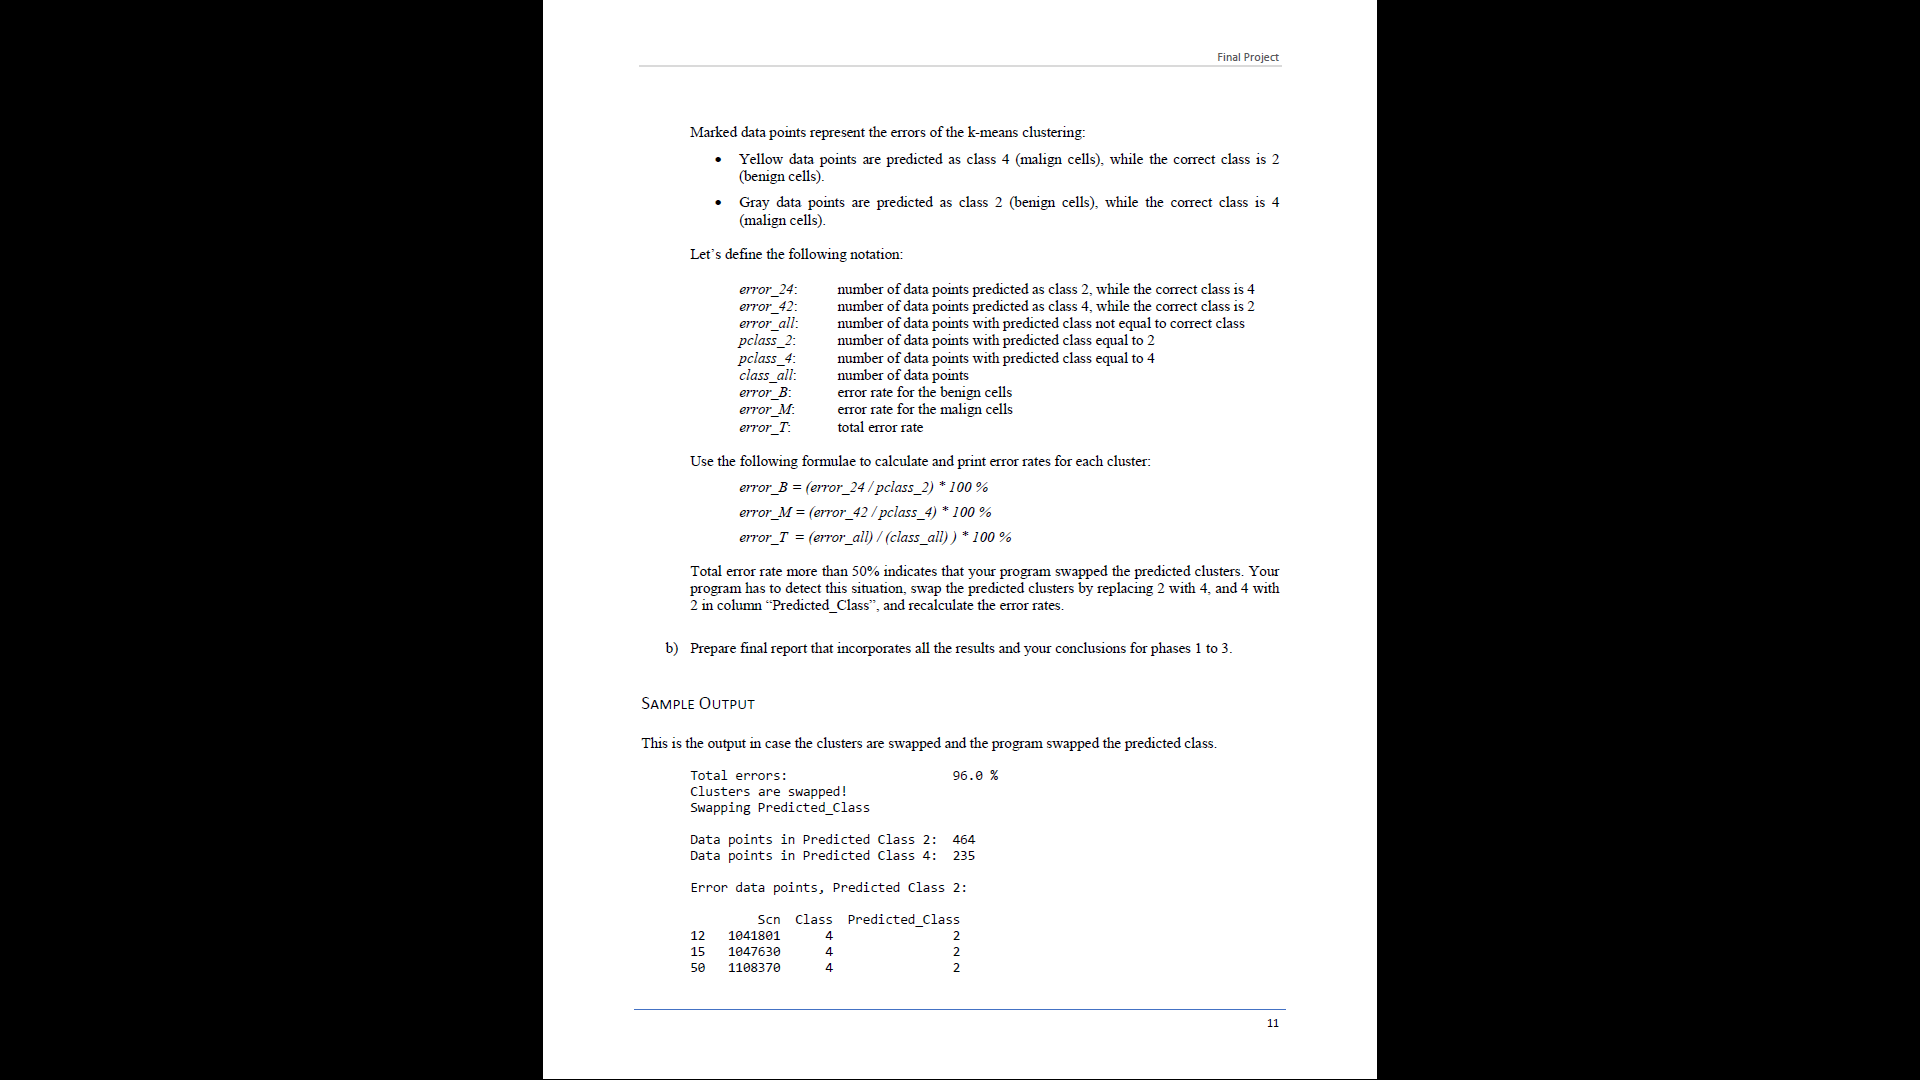 Final Project
Marked data points represent the errors of the k-means clustering:
• Yellow data points are predicted as class 4 (malign cells), while the correct class is 2
(benign cells).
• Gray data points are predicted as class 2 (benign cells), while the correct class is 4
(malign cells).
Let's define the following notation:
error_24: number of data points predicted as class 2, while the correct class is 4
error_42: number of data points predicted as class 4, while the correct class is 2
error_all: number of data points with predicted class not equal to correct class
pclass_2: number of data points with predicted class equal to 2
pclass_4: number of data points with predicted class equal to 4
class_all: number of data points
error_B: error rate for the benign cells
error_M: error rate for the malign cells
error_T: total error rate
Use the following formulae to calculate and print error rates for each cluster:
error_B = (error_24 / pclass_2) * 100 %
error_M = (error_42 / pclass_4) * 100 %
error_T = (error_all) / (class_all) ) * 100 %
Total error rate more than 50% indicates that your program swapped the predicted clusters. Your
program has to detect this situation, swap the predicted clusters by replacing 2 with 4, and 4 with
2 in column “Predicted_Class”, and recalculate the error rates.
b) Prepare final report that incorporates all the results and your conclusions for phases 1 to 3.
SAMPLE OUTPUT
This is the output in case the clusters are swapped and the program swapped the predicted class.
Total errors: 96.0 %
Clusters are swapped!
Swapping Predicted_Class
Data points in Predicted Class 2: 464
Data points in Predicted Class 4: 235
Error data points, Predicted Class 2:
Scn Class Predicted_Class
12 1041801 4 2
15 1047630 4 2
50 1108370 4 2
11